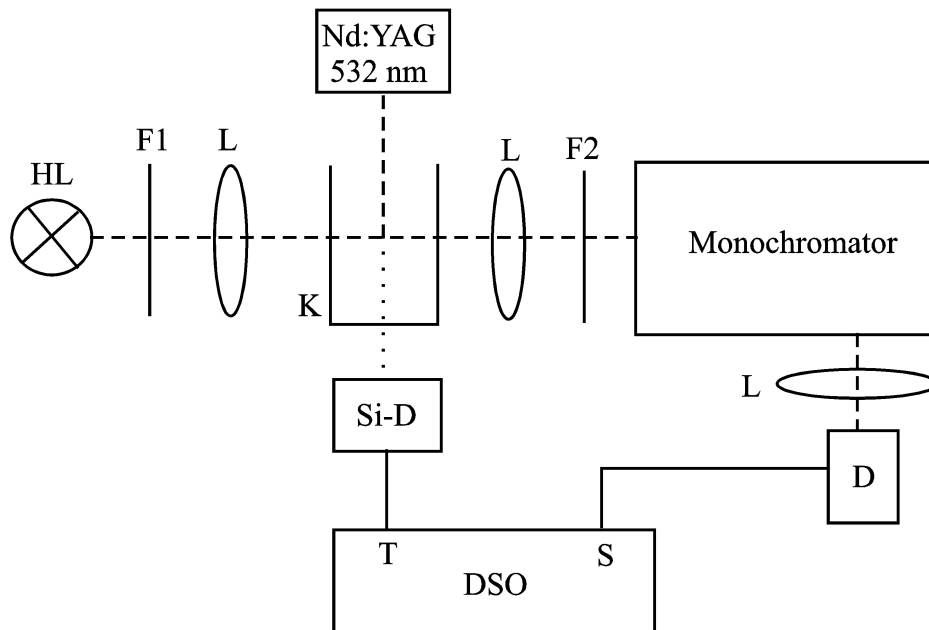 Nd:YAG
532 nm
F1
L
L
F2
HL
Monochromator
K
L
Si-D
D
T
S
DSO